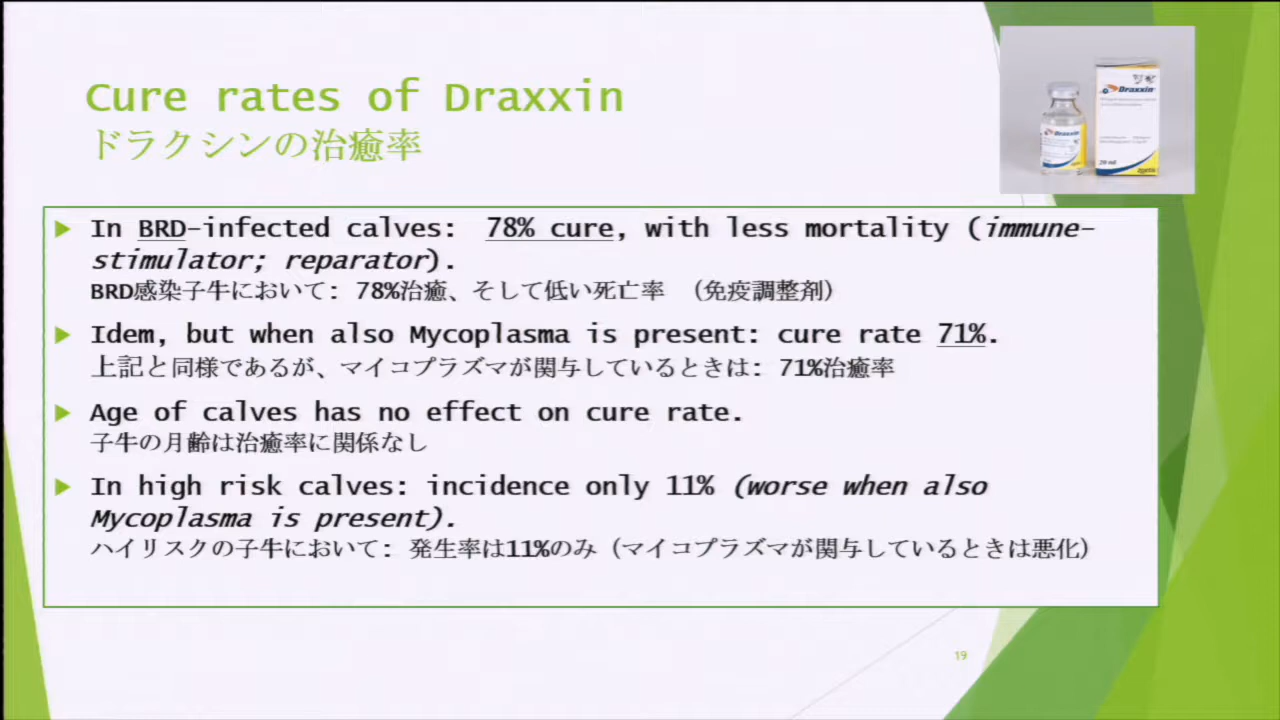 Cure rates of Draxxin
ドラクシンの治癒率
Draxxin
Draxxin
20 ml
zoetis
In BRD-infected calves: 78% cure, with less mortality (immune-
stimulator; reparator).
BRD感染子牛において: 78%治癒、そして低い死亡率 (免疫調整剤)
Idem, but when also Mycoplasma is present: cure rate 71%.
上記と同様であるが、マイコプラズマが関与しているときは: 71%治癒率
Age of calves has no effect on cure rate.
子牛の月齢は治癒率に関係なし
In high risk calves: incidence only 11% (worse when also
Mycoplasma is present).
ハイリスクの子牛において: 発生率は11%のみ (マイコプラズマが関与しているときは悪化)
19